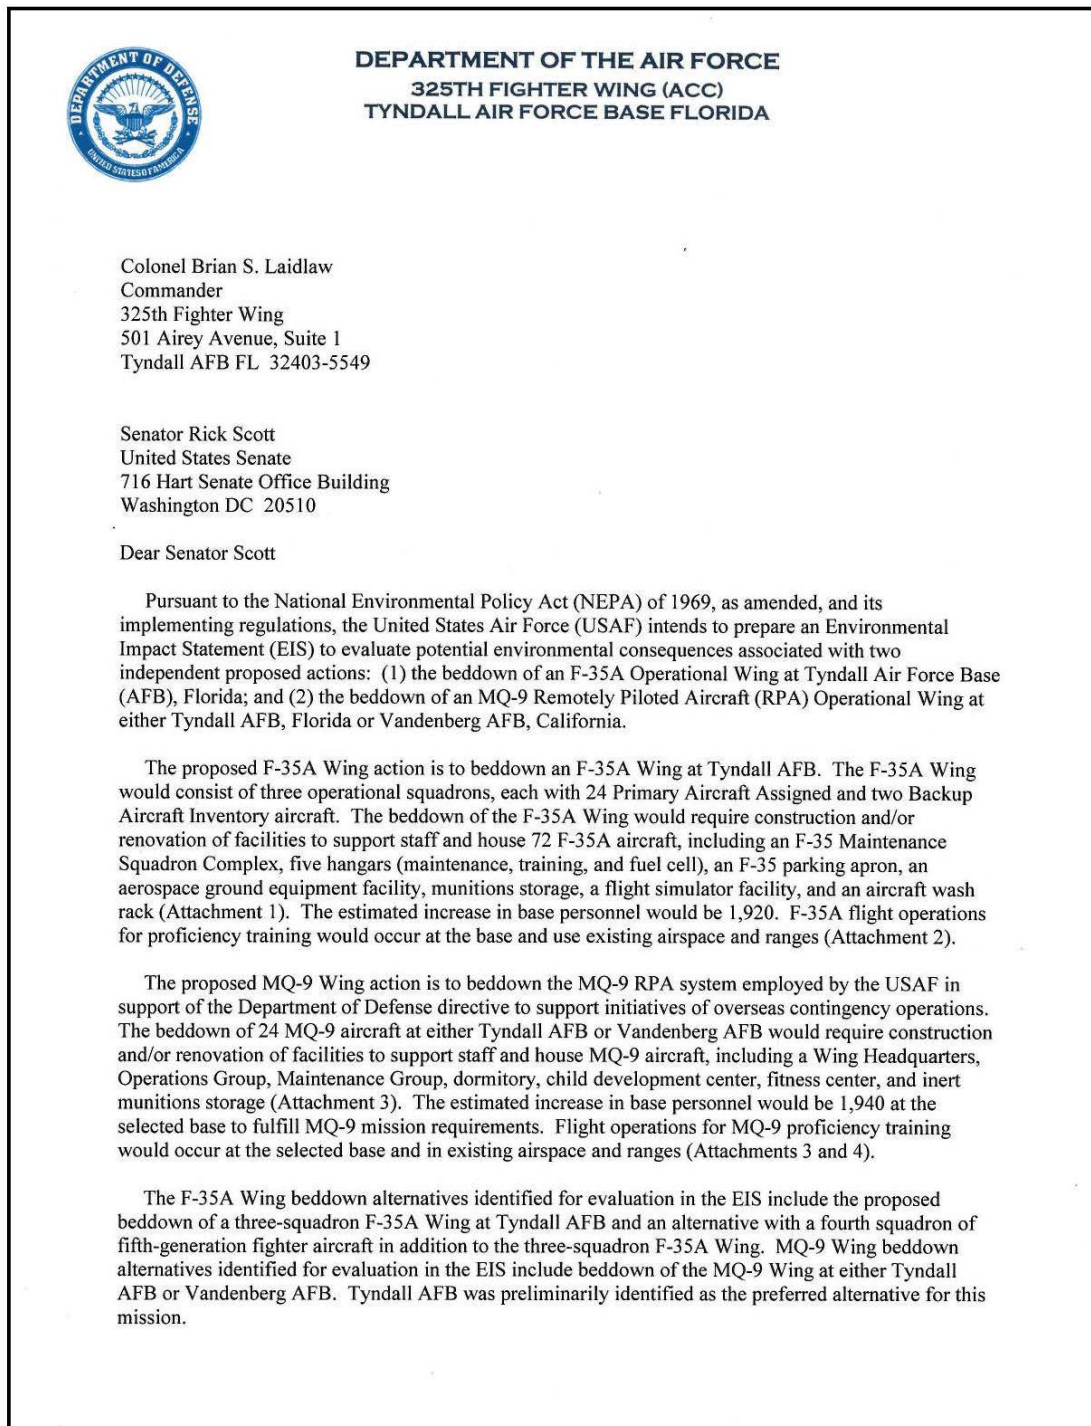 DEPARTMENT OF DEFENSE
UNITED STATES OF AMERICA
DEPARTMENT OF THE AIR FORCE
325TH FIGHTER WING (ACC)
TYNDALL AIR FORCE BASE FLORIDA
Colonel Brian S. Laidlaw
Commander
325th Fighter Wing
501 Airey Avenue, Suite 1
Tyndall AFB FL 32403-5549
Senator Rick Scott
United States Senate
716 Hart Senate Office Building
Washington DC 20510
Dear Senator Scott
Pursuant to the National Environmental Policy Act (NEPA) of 1969, as amended, and its
implementing regulations, the United States Air Force (USAF) intends to prepare an Environmental
Impact Statement (EIS) to evaluate potential environmental consequences associated with two
independent proposed actions: (1) the beddown of an F-35A Operational Wing at Tyndall Air Force Base
(AFB), Florida; and (2) the beddown of an MQ-9 Remotely Piloted Aircraft (RPA) Operational Wing at
either Tyndall AFB, Florida or Vandenberg AFB, California.
The proposed F-35A Wing action is to beddown an F-35A Wing at Tyndall AFB. The F-35A Wing
would consist of three operational squadrons, each with 24 Primary Aircraft Assigned and two Backup
Aircraft Inventory aircraft. The beddown of the F-35A Wing would require construction and/or
renovation of facilities to support staff and house 72 F-35A aircraft, including an F-35 Maintenance
Squadron Complex, five hangars (maintenance, training, and fuel cell), an F-35 parking apron, an
aerospace ground equipment facility, munitions storage, a flight simulator facility, and an aircraft wash
rack (Attachment 1). The estimated increase in base personnel would be 1,920. F-35A flight operations
for proficiency training would occur at the base and use existing airspace and ranges (Attachment 2).
The proposed MQ-9 Wing action is to beddown the MQ-9 RPA system employed by the USAF in
support of the Department of Defense directive to support initiatives of overseas contingency operations.
The beddown of 24 MQ-9 aircraft at either Tyndall AFB or Vandenberg AFB would require construction
and/or renovation of facilities to support staff and house MQ-9 aircraft, including a Wing Headquarters,
Operations Group, Maintenance Group, dormitory, child development center, fitness center, and inert
munitions storage (Attachment 3). The estimated increase in base personnel would be 1,940 at the
selected base to fulfill MQ-9 mission requirements. Flight operations for MQ-9 proficiency training
would occur at the selected base and in existing airspace and ranges (Attachments 3 and 4).
The F-35A Wing beddown alternatives identified for evaluation in the EIS include the proposed
beddown of a three-squadron F-35A Wing at Tyndall AFB and an alternative with a fourth squadron of
fifth-generation fighter aircraft in addition to the three-squadron F-35A Wing. MQ-9 Wing beddown
alternatives identified for evaluation in the EIS include beddown of the MQ-9 Wing at either Tyndall
AFB or Vandenberg AFB. Tyndall AFB was preliminarily identified as the preferred alternative for this
mission.